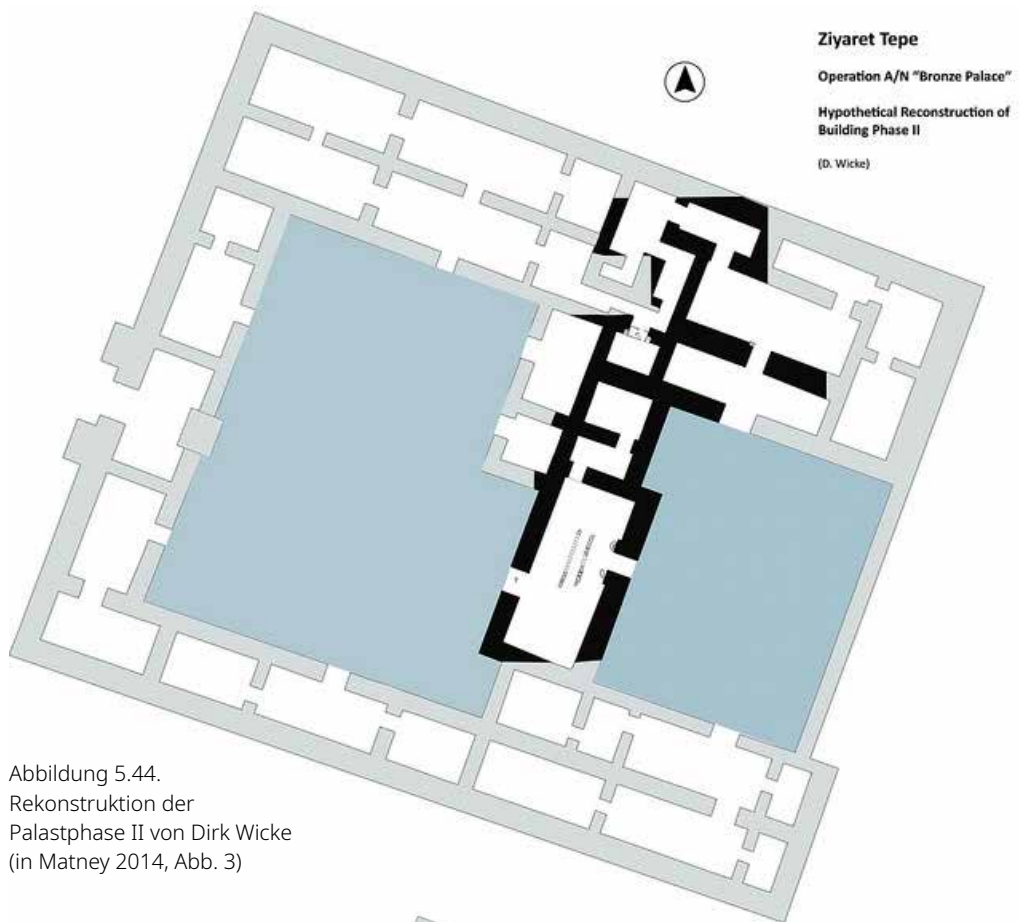 Ziyaret Tepe
Operation A/N "Bronze Palace"
Hypothetical Reconstruction of
Building Phase II
(D. Wicke)
Abbildung 5.44.
Rekonstruktion der
Palastphase II von Dirk Wicke
(in Matney 2014, Abb. 3)